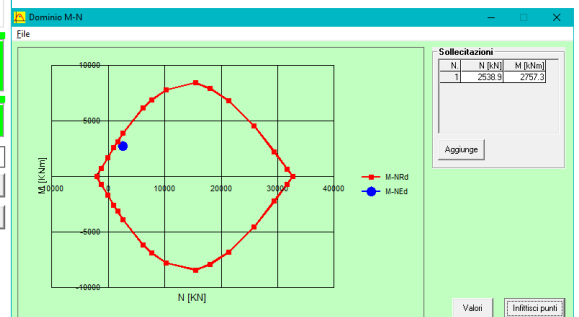 Dominio M-N
File
Sollecitazioni
N. N [kN] M [kNm]
1 2538.9 2757.3
Aggiunge
10000
5000
M [KNm]
10000 0 10000 20000 30000 40000
-5000
-10000
N [KN]
M-NRd
M-NEd
Valori Infittisci punti